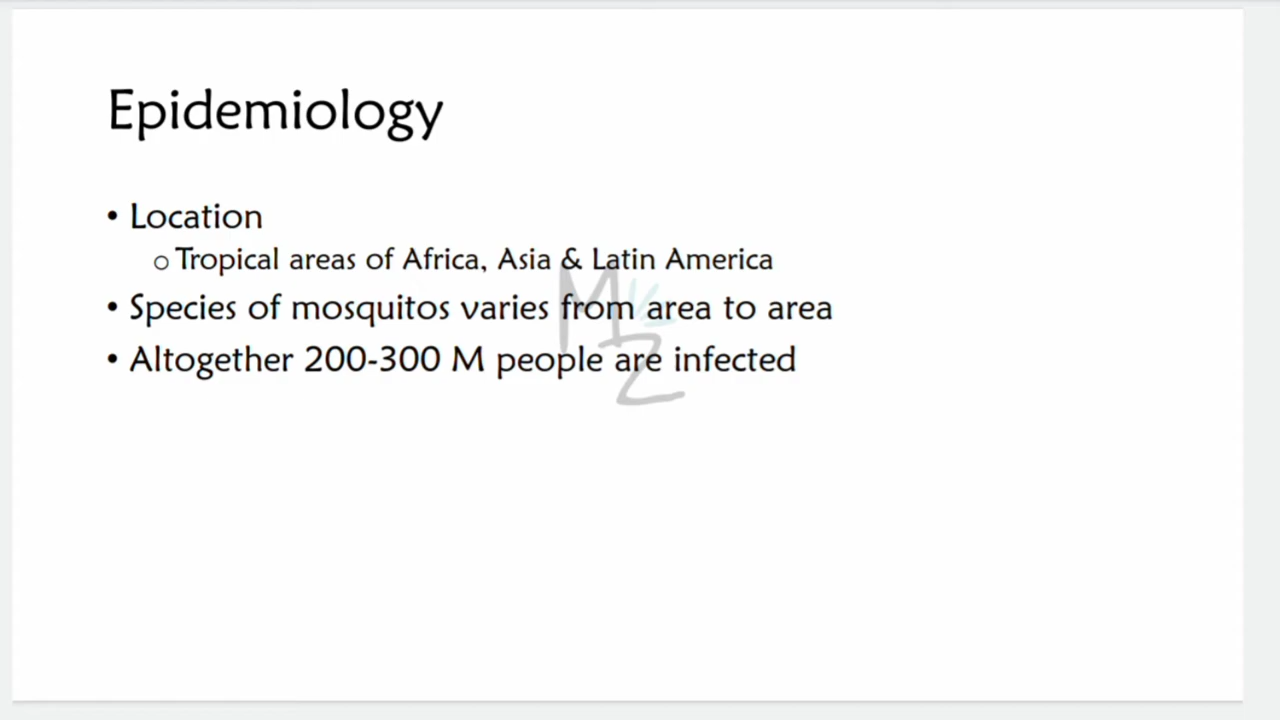 Epidemiology
• Location
o Tropical areas of Africa, Asia & Latin America
• Species of mosquitos varies from area to area
• Altogether 200-300 M people are infected
MZ